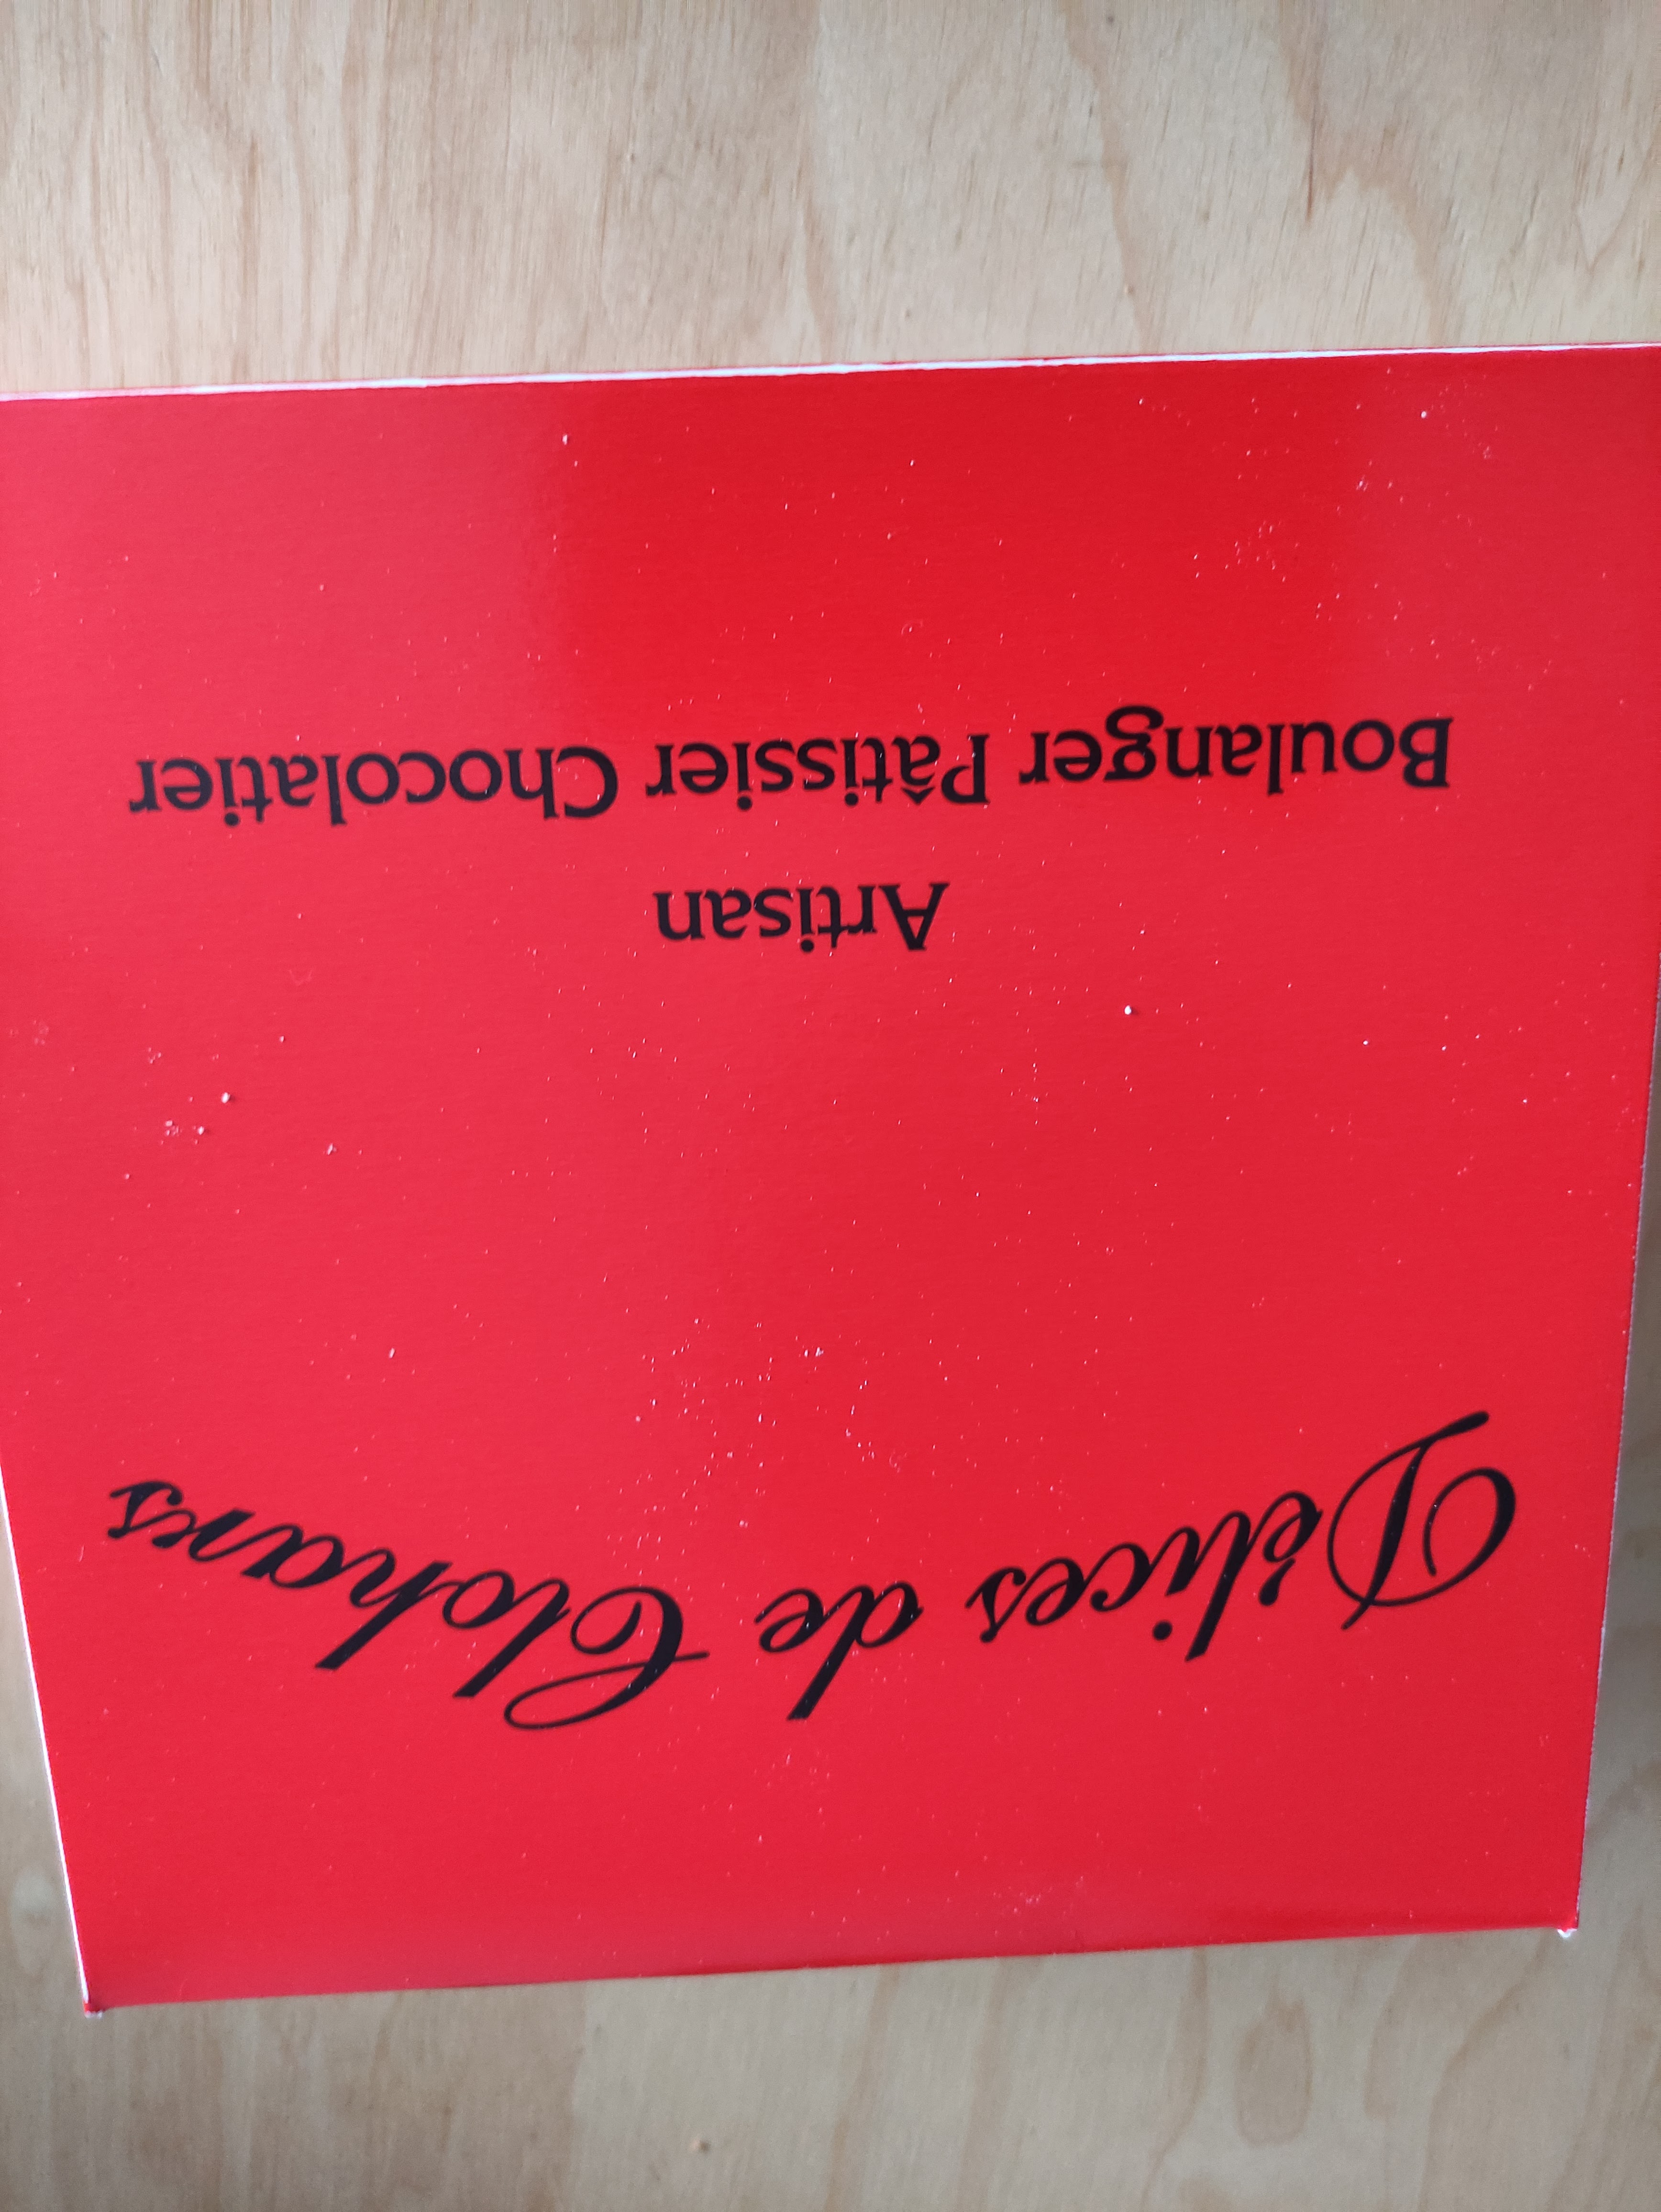 Délices de Clohars
Artisan
Boulanger Pâtissier Chocolatier